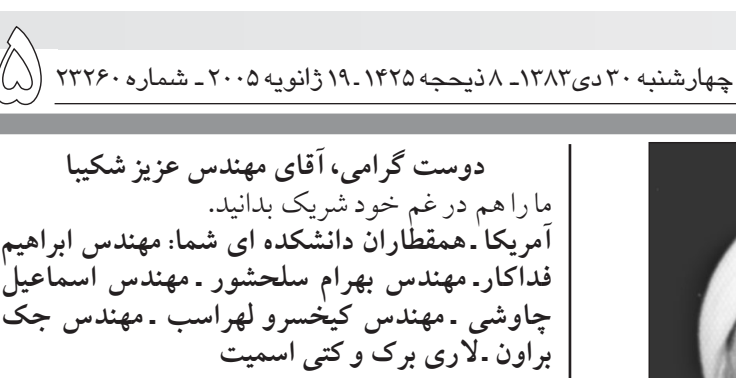 ۵
چهارشنبه ۳۰ دی ۱۳۸۳ـ ۸ ذیحجه ۱۴۲۵ ـ ۱۹ ژانویه ۲۰۰۵ ـ شماره ۲۳۲۶۰
دوست گرامی، آقای مهندس عزیز شکیبا
ما را هم در غم خود شریک بدانید.
آمریکا ـ همقطاران دانشکده ای شما: مهندس ابراهیم
فداکارـ مهندس بهرام سلحشور ـ مهندس اسماعیل
چاوشی ـ مهندس کیخسرو لهراسب ـ مهندس جک
براون ـ لاری برک و کتی اسمیت